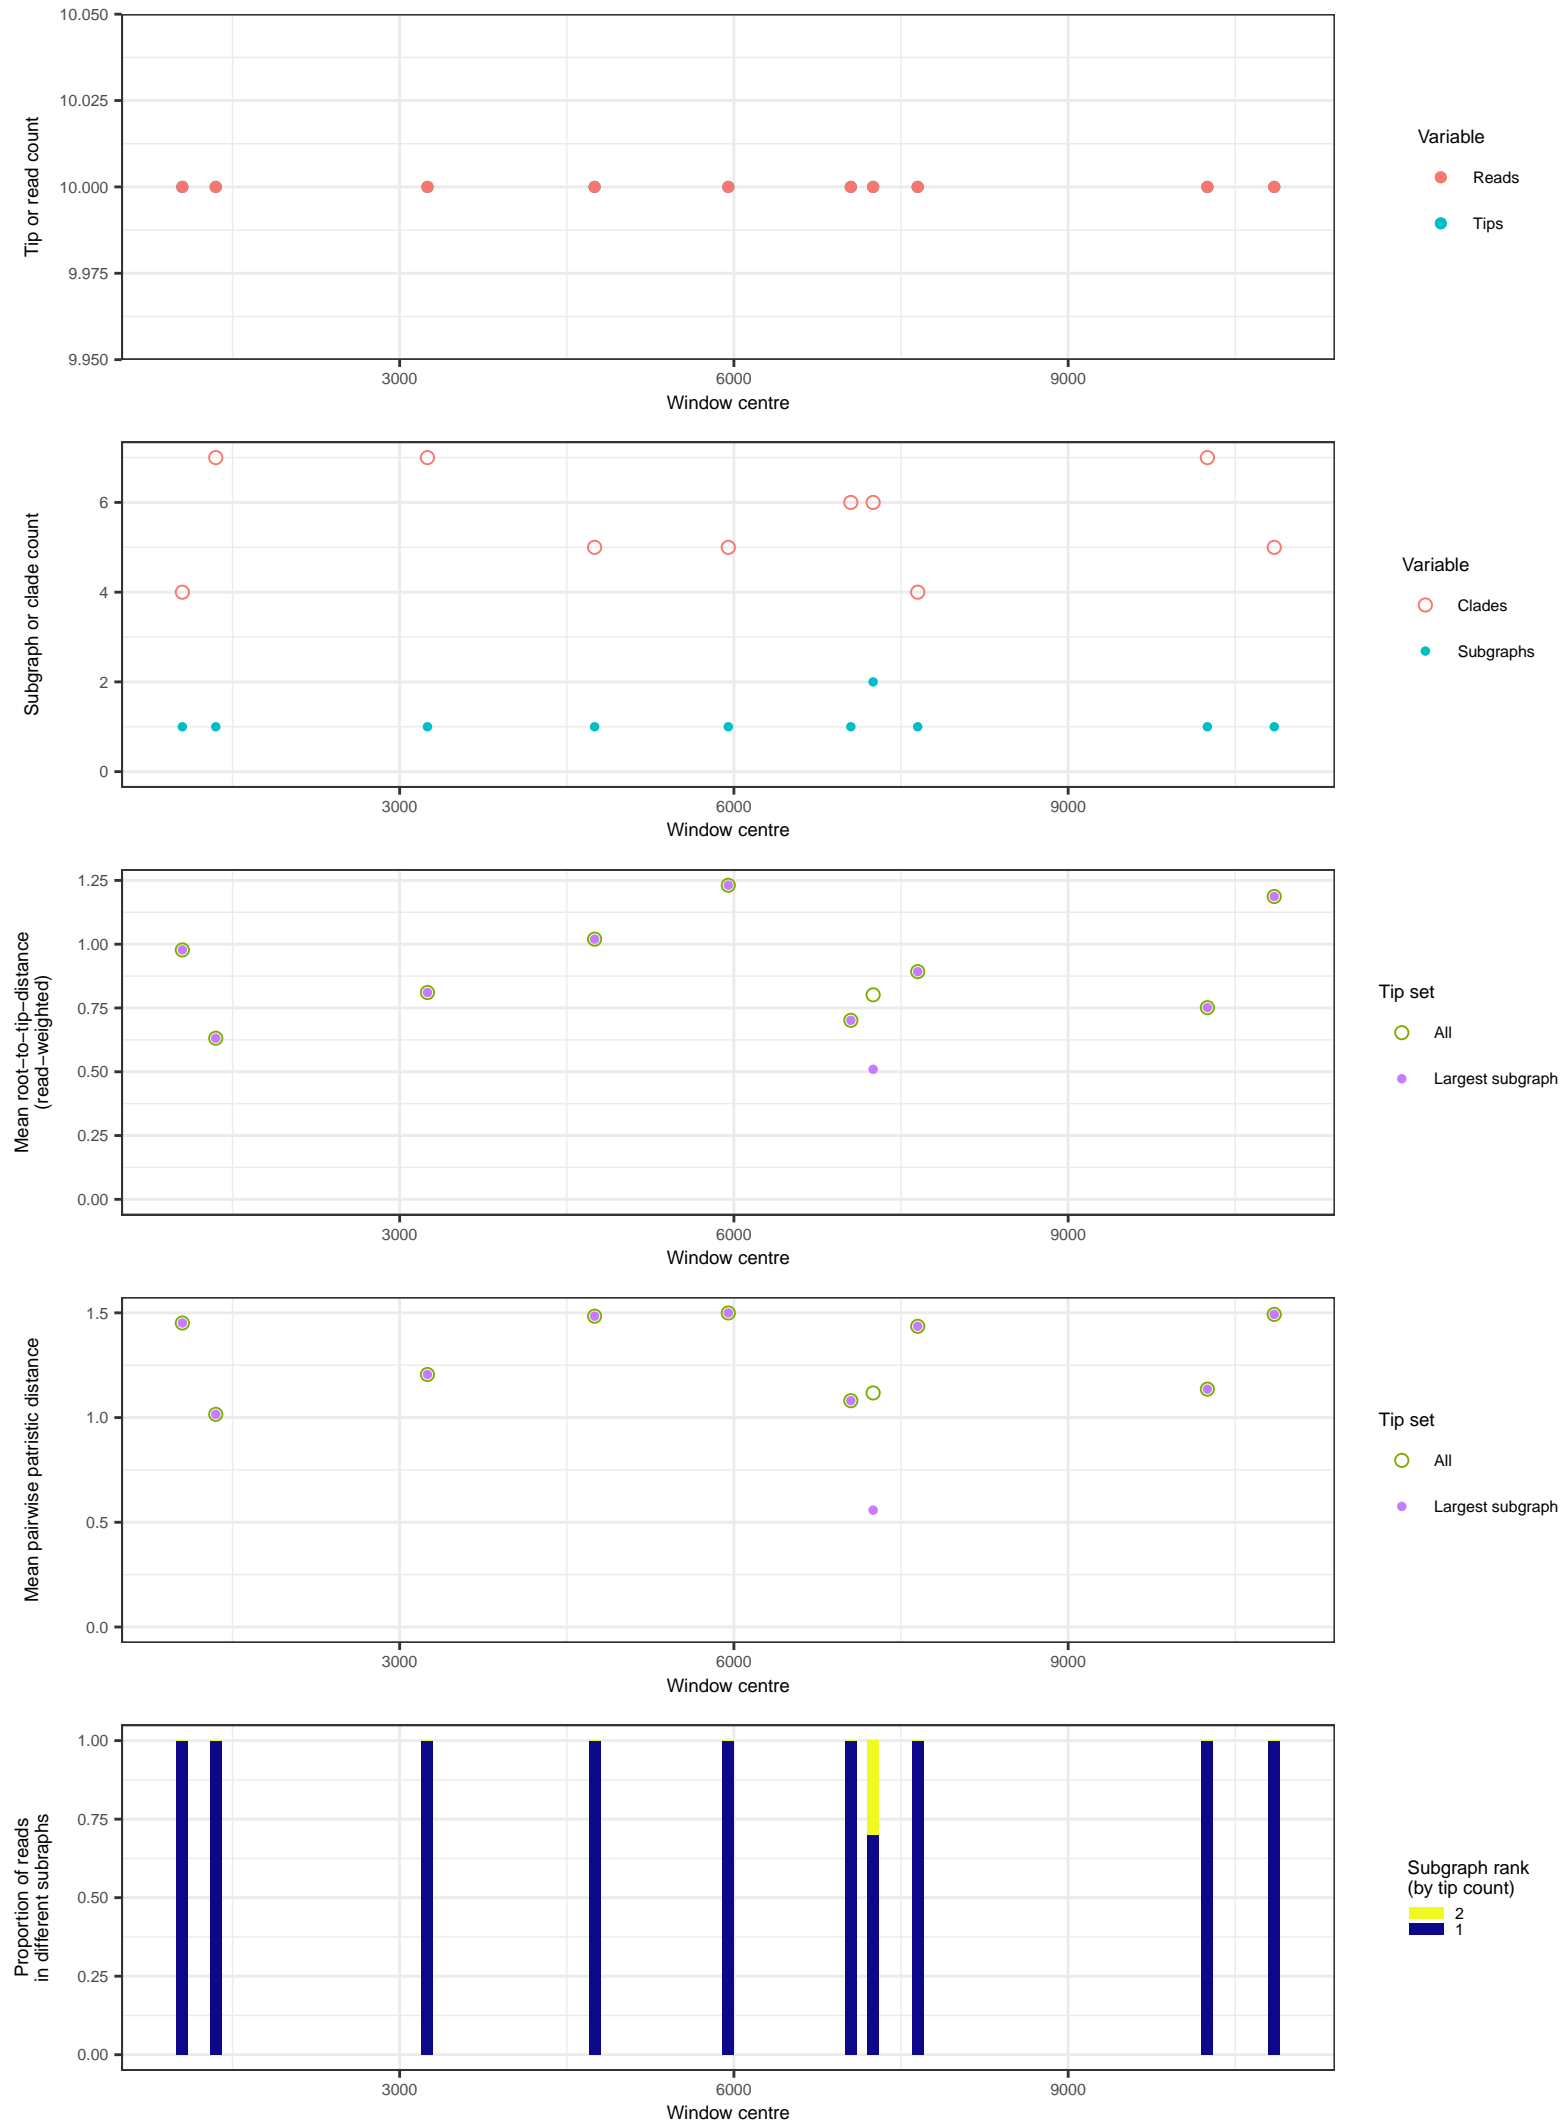 10.050
10.025
10.000
9.975
9.950
Tip or read count
3000
6000
9000
Window centre
Variable
Reads
Tips
6
4
2
0
Subgraph or clade count
3000
6000
9000
Window centre
Variable
Clades
Subgraphs
1.25
1.00
0.75
0.50
0.25
0.00
Mean root−to−tip−distance
(read−weighted)
3000
6000
9000
Window centre
Tip set
All
Largest subgraph
1.5
1.0
0.5
0.0
Mean pairwise patristic distance
3000
6000
9000
Window centre
Tip set
All
Largest subgraph
1.00
0.75
0.50
0.25
0.00
Proportion of reads
in different subraphs
3000
6000
9000
Window centre
Subgraph rank
(by tip count)
2
1